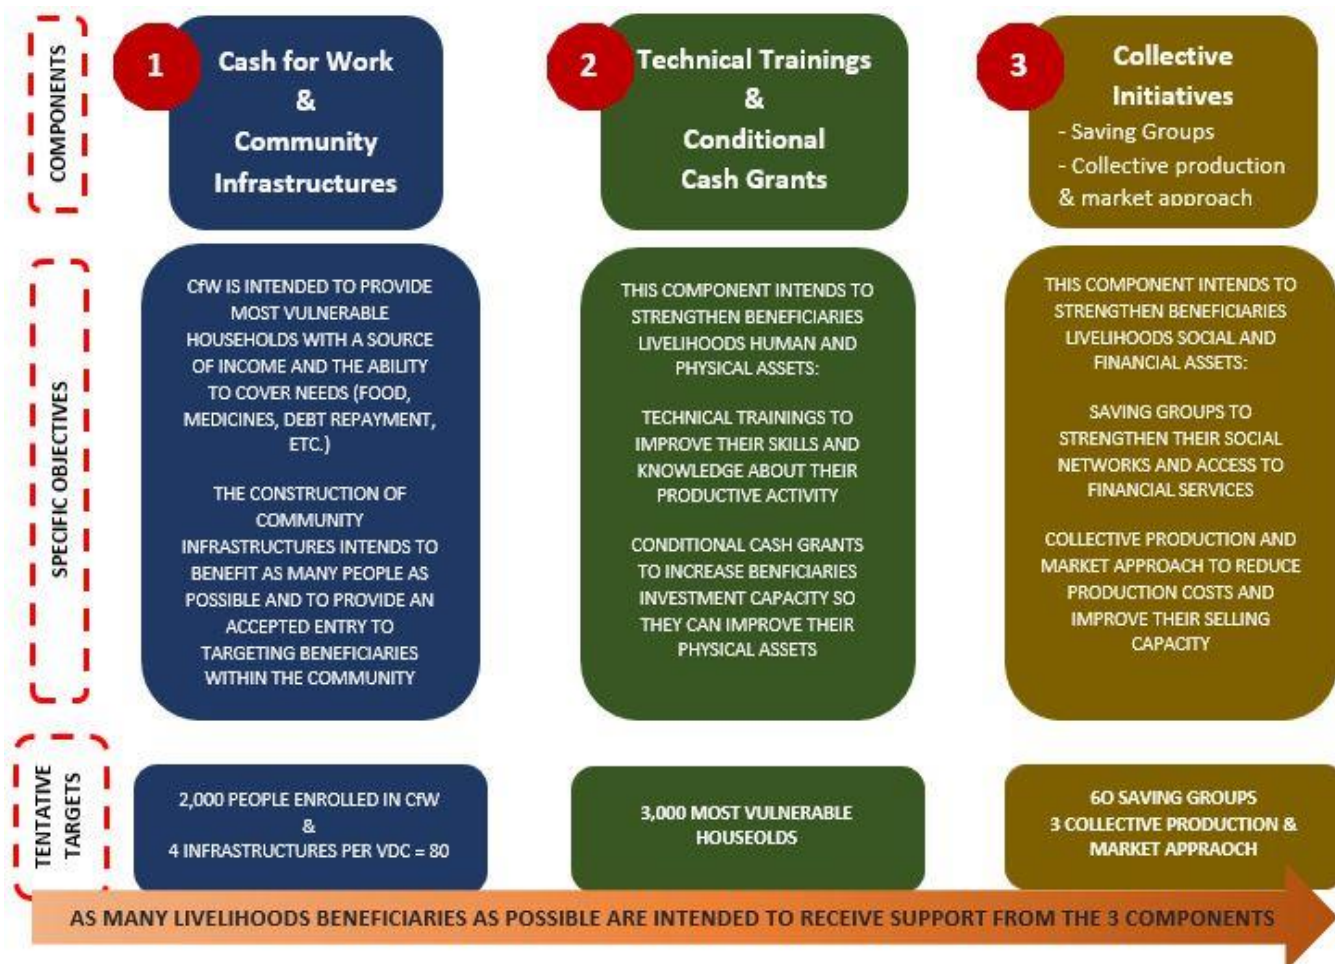 COMPONENTS
1
Cash for Work
&
Community
Infrastructures
2
Technical Trainings
&
Conditional
Cash Grants
3
Collective
Initiatives
- Saving Groups
- Collective production
& market approach
SPECIFIC OBJECTIVES
CfW IS INTENDED TO PROVIDE
MOST VULNERABLE
HOUSEHOLDS WITH A SOURCE
OF INCOME AND THE ABILITY
TO COVER NEEDS (FOOD,
MEDICINES, DEBT REPAYMENT,
ETC.)
THE CONSTRUCTION OF
COMMUNITY
INFRASTRUCTURES INTENDS TO
BENEFIT AS MANY PEOPLE AS
POSSIBLE AND TO PROVIDE AN
ACCEPTED ENTRY TO
TARGETING BENEFICIARIES
WITHIN THE COMMUNITY
THIS COMPONENT INTENDS TO
STRENGTHEN BENEFICIARIES
LIVELIHOODS HUMAN AND
PHYSICAL ASSETS:
TECHNICAL TRAININGS TO
IMPROVE THEIR SKILLS AND
KNOWLEDGE ABOUT THEIR
PRODUCTIVE ACTIVITY
CONDITIONAL CASH GRANTS
TO INCREASE BENFICIARIES
INVESTMENT CAPACITY SO
THEY CAN IMPROVE THEIR
PHYSICAL ASSETS
THIS COMPONENT INTENDS TO
STRENGTHEN BENEFICIARIES
LIVELIHOODS SOCIAL AND
FINANCIAL ASSETS:
SAVING GROUPS TO
STRENGTHEN THEIR SOCIAL
NETWORKS AND ACCESS TO
FINANCIAL SERVICES
COLLECTIVE PRODUCTION AND
MARKET APPROACH TO REDUCE
PRODUCTION COSTS AND
IMPROVE THEIR SELLING
CAPACITY
TENTATIVE
TARGETS
2,000 PEOPLE ENROLLED IN CfW
&
4 INFRASTRUCTURES PER VDC = 80
3,000 MOST VULNERABLE
HOUSEOLDS
60 SAVING GROUPS
3 COLLECTIVE PRODUCTION &
MARKET APPRAOCH
AS MANY LIVELIHOODS BENEFICIARIES AS POSSIBLE ARE INTENDED TO RECEIVE SUPPORT FROM THE 3 COMPONENTS